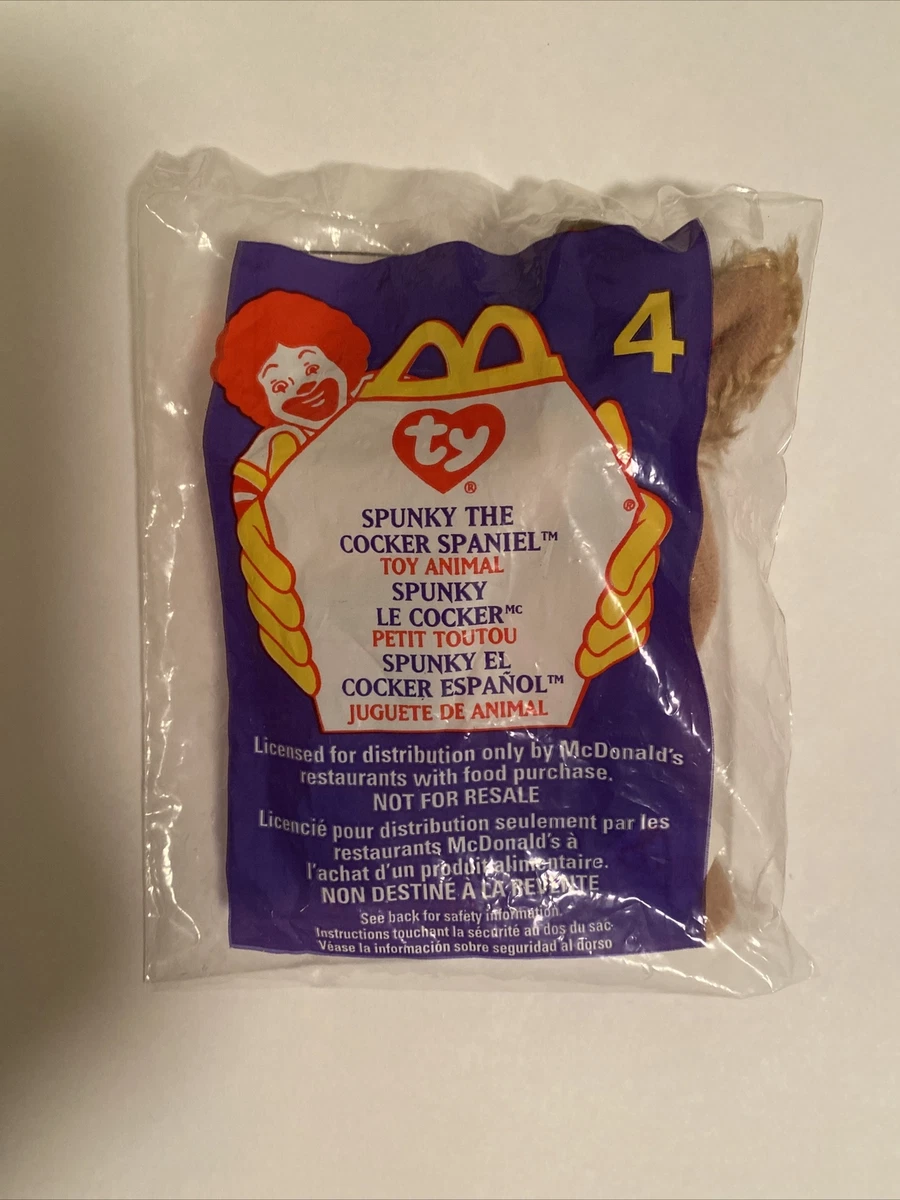 4
ty
®
®
SPUNKY THE
COCKER SPANIEL™
TOY ANIMAL
SPUNKY
LE COCKER MC
PETIT TOUTOU
SPUNKY EL
COCKER ESPAÑOL™
JUGUETE DE ANIMAL
Licensed for distribution only by McDonald's
restaurants with food purchase.
NOT FOR RESALE
Licencié pour distribution seulement par les
restaurants McDonald's à
l'achat d'un produit alimentaire.
NON DESTINÉ À LA REVENTE
See back for safety information.
Instructions touchant la sécurité au dos du sac
Véase la información sobre seguridad al dorso